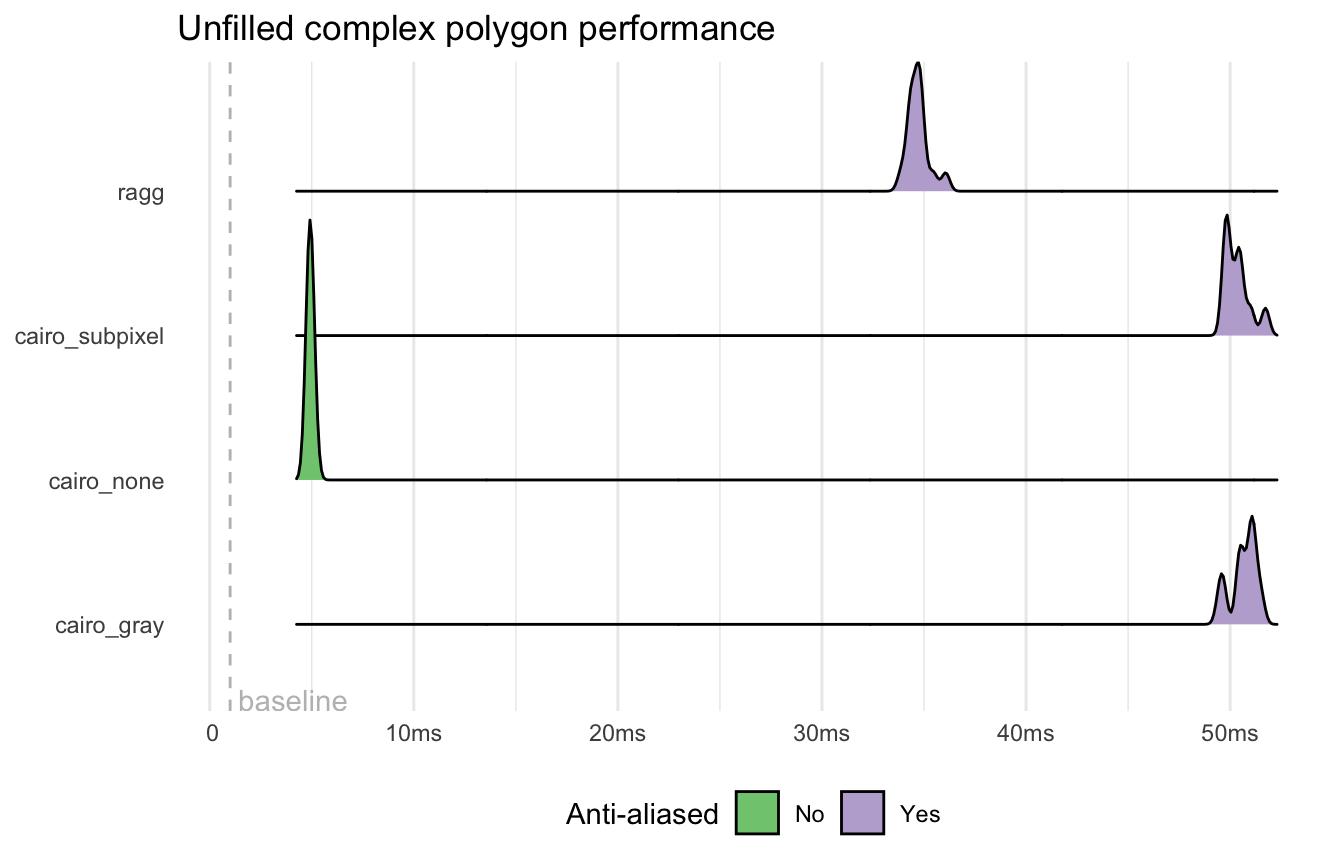 Unfilled complex polygon performance
ragg
cairo_subpixel
cairo_none
cairo_gray
baseline
0 10ms 20ms 30ms 40ms 50ms
Anti-aliased No Yes